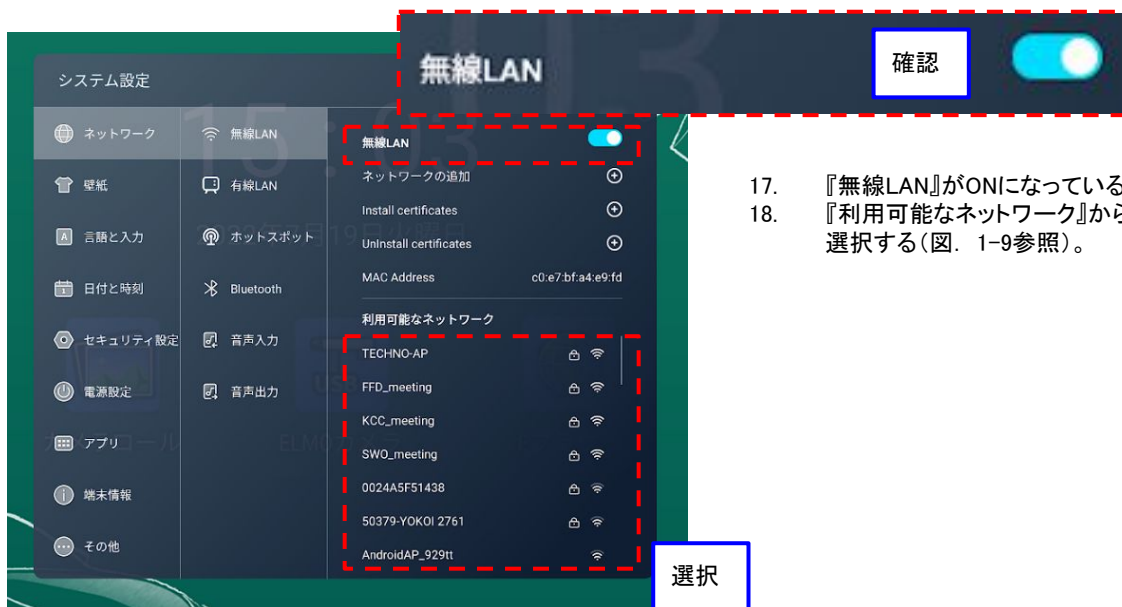 無線LAN
確認
システム設定
15:03
ネットワーク
壁紙
言語と入力
日付と時刻
セキュリティ設定
電源設定
アプリ
端末情報
その他
無線LAN
有線LAN
ホットスポット
Bluetooth
音声入力
音声出力
無線LAN
ネットワークの追加
Install certificates
UnInstall certificates
MAC Address c0:e7:bf:a4:e9:fd
利用可能なネットワーク
TECHNO-AP
FFD_meeting
KCC_meeting
SWO_meeting
0024A5F51438
50379-YOKOI 2761
AndroidAP_929tt
選択
17. 『無線LAN』がONになっている
18. 『利用可能なネットワーク』から
選択する(図. 1-9参照)。